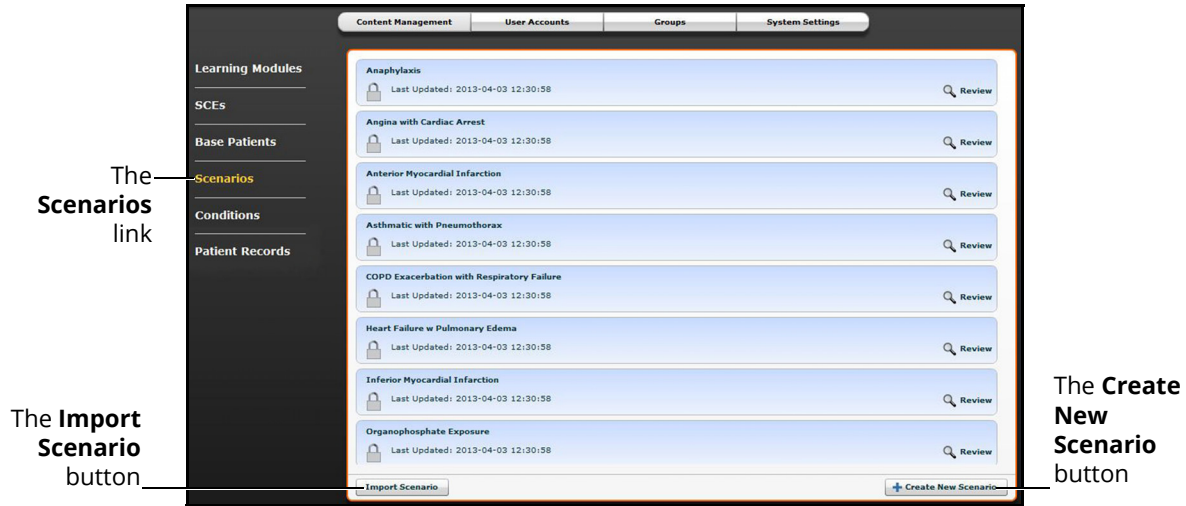 Content Management
User Accounts
Groups
System Settings
Learning Modules
SCEs
Base Patients
Scenarios
Conditions
Patient Records
Anaphylaxis
Last Updated: 2013-04-03 12:30:58
Review
Angina with Cardiac Arrest
Last Updated: 2013-04-03 12:30:58
Review
Anterior Myocardial Infarction
Last Updated: 2013-04-03 12:30:58
Review
Asthmatic with Pneumothorax
Last Updated: 2013-04-03 12:30:58
Review
COPD Exacerbation with Respiratory Failure
Last Updated: 2013-04-03 12:30:58
Review
Heart Failure w Pulmonary Edema
Last Updated: 2013-04-03 12:30:58
Review
Inferior Myocardial Infarction
Last Updated: 2013-04-03 12:30:58
Review
Organophosphate Exposure
Last Updated: 2013-04-03 12:30:58
Review
Import Scenario
Create New Scenario
The
Scenarios
link
The Import
Scenario
button
The Create
New
Scenario
button